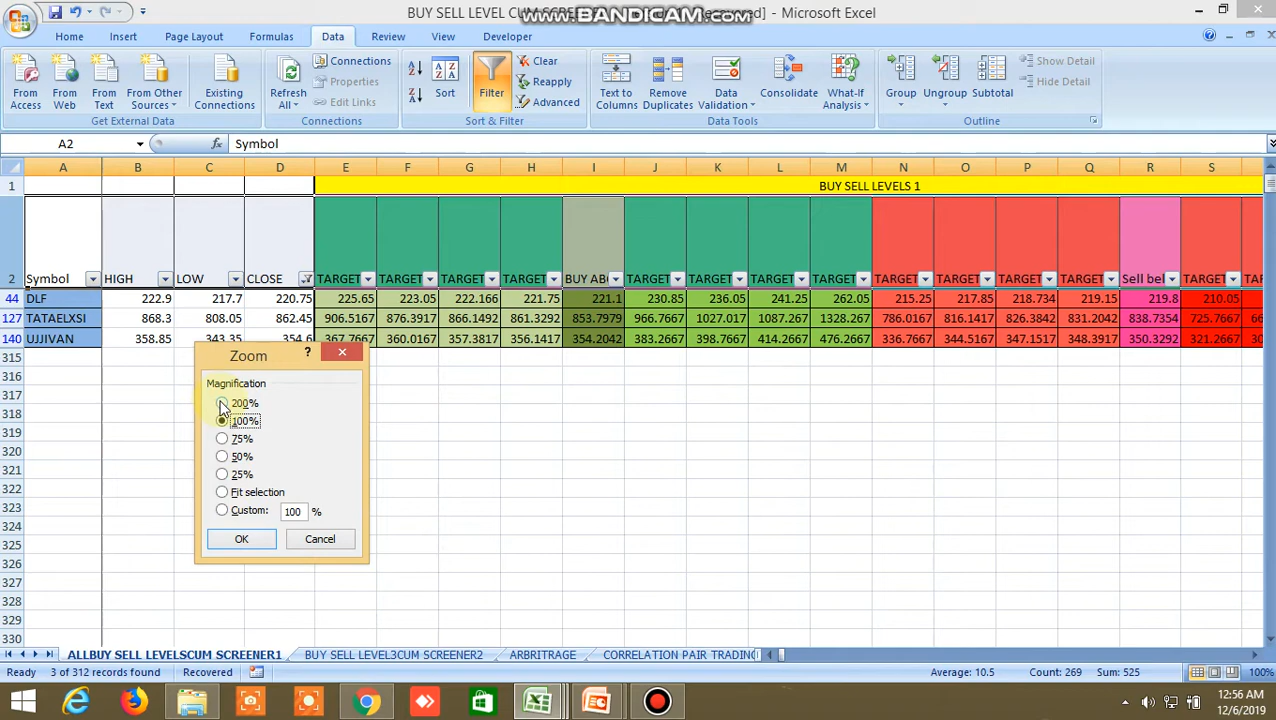 BUY SELL LEVEL CUM SCREE
www.BANDICAM.com
] - Microsoft Excel
Home Insert Page Layout Formulas Data Review View Developer
From Access
From Web
From Text
From Other Sources
Existing Connections
Get External Data
Refresh All
Connections
Properties
Edit Links
Connections
Sort
Filter
Clear
Reapply
Advanced
Sort & Filter
Text to Columns
Remove Duplicates
Data Validation
Consolidate
What-If Analysis
Data Tools
Group
Ungroup
Subtotal
Show Detail
Hide Detail
Outline
A2 fx Symbol
A B C D E F G H I J K L M N O P Q R S
1 BUY SELL LEVELS 1
2 Symbol HIGH LOW CLOSE TARGET TARGET TARGET TARGET BUY AB TARGET TARGET TARGET TARGET TARGET TARGET TARGET TARGET Sell bel TARGET
44 DLF 222.9 217.7 220.75 225.65 223.05 222.166 221.75 221.1 230.85 236.05 241.25 262.05 215.25 217.85 218.734 219.15 219.8 210.05
127 TATAELXSI 868.3 808.05 862.45 906.5167 876.3917 866.1492 861.3292 853.7979 966.7667 1027.017 1087.267 1328.267 786.0167 816.1417 826.3842 831.2042 838.7354 725.7667
140 UJJIVAN 358.85 343.35 354.6 367.7667 360.0167 357.3817 356.1417 354.2042 383.2667 398.7667 414.2667 476.2667 336.7667 344.5167 347.1517 348.3917 350.3292 321.2667
315
316
317
318
319
320
321
322
323
324
325
326
327
328
329
330
Zoom ?
Magnification
200%
100%
75%
50%
25%
Fit selection
Custom: 100 %
OK Cancel
ALLBUY SELL LEVELSCUM SCREENER1 BUY SELL LEVEL3CUM SCREENER2 ARBRITRAGE CORRELATION PAIR TRADING
Ready 3 of 312 records found Recovered Average: 10.5 Count: 269 Sum: 525 100%
12:56 AM
12/6/2019